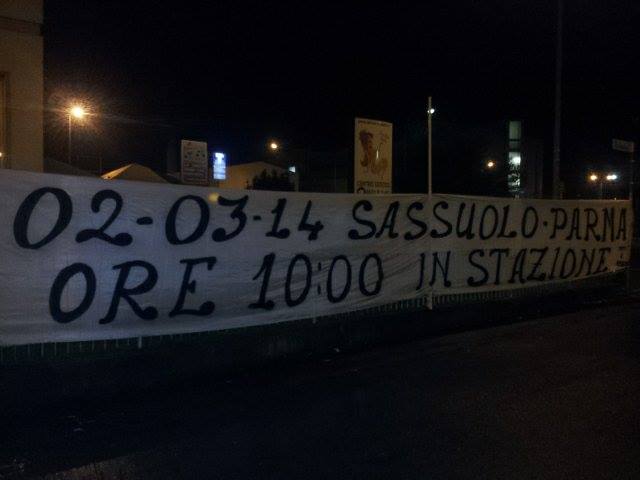 02-03-14 SASSUOLO-PARMA
ORE 10:00 IN STAZIONE